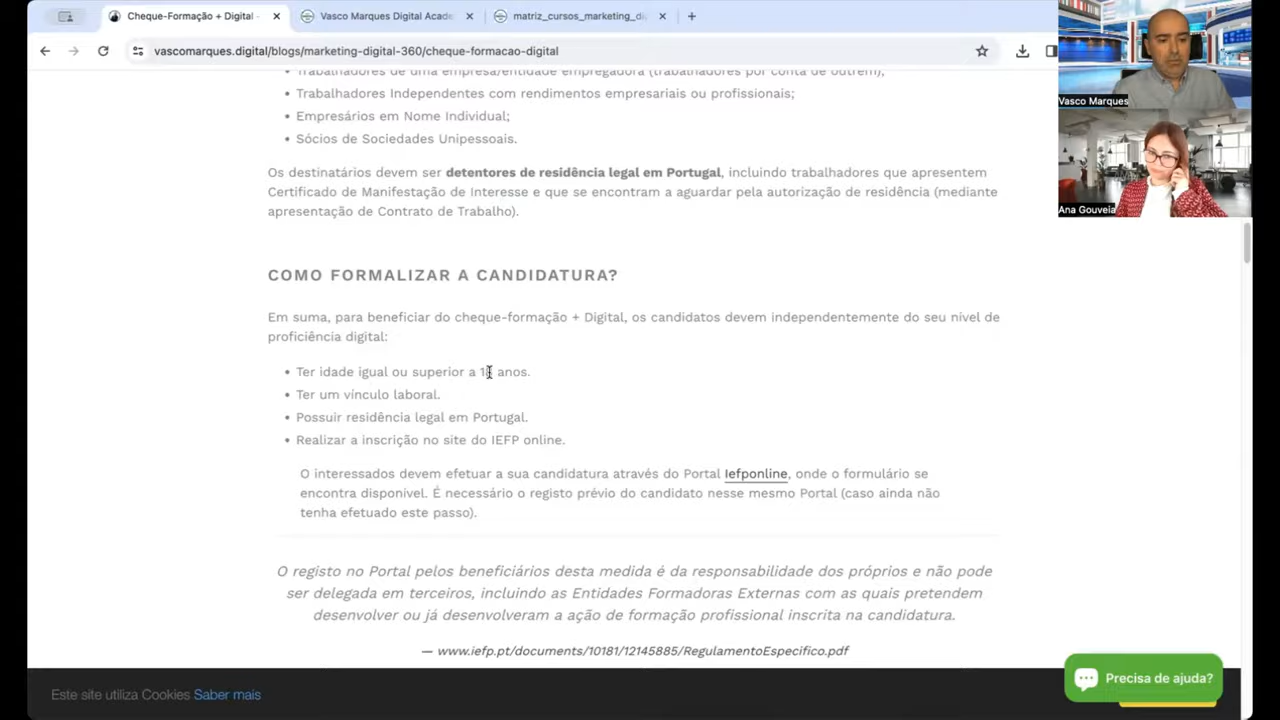 Cheque-Formação + Digital -
Vasco Marques Digital Acade
matriz_cursos_marketing_di
vascomarques.digital/blogs/marketing-digital-360/cheque-formacao-digital
Vasco Marques
Ana Gouveia
Trabalhadores de uma empresa/entidade empregadora (trabalhadores por conta de outrem);
Trabalhadores Independentes com rendimentos empresariais ou profissionais;
Empresários em Nome Individual;
Sócios de Sociedades Unipessoais.
Os destinatários devem ser detentores de residência legal em Portugal, incluindo trabalhadores que apresentem
Certificado de Manifestação de Interesse e que se encontram a aguardar pela autorização de residência (mediante
apresentação de Contrato de Trabalho).
COMO FORMALIZAR A CANDIDATURA?
Em suma, para beneficiar do cheque-formação + Digital, os candidatos devem independentemente do seu nível de
proficiência digital:
Ter idade igual ou superior a anos.
Ter um vínculo laboral.
Possuir residência legal em Portugal.
Realizar a inscrição no site do IEFP online.
O interessados devem efetuar a sua candidatura através do Portal Iefponline, onde o formulário se
encontra disponível. É necessário o registo prévio do candidato nesse mesmo Portal (caso ainda não
tenha efetuado este passo).
O registo no Portal pelos beneficiários desta medida é da responsabilidade dos próprios e não pode
ser delegada em terceiros, incluindo as Entidades Formadoras Externas com as quais pretendem
desenvolver ou já desenvolveram a ação de formação profissional inscrita na candidatura.
— www.iefp.pt/documents/10181/12145885/RegulamentoEspecifico.pdf
Este site utiliza Cookies Saber mais
Precisa de ajuda?